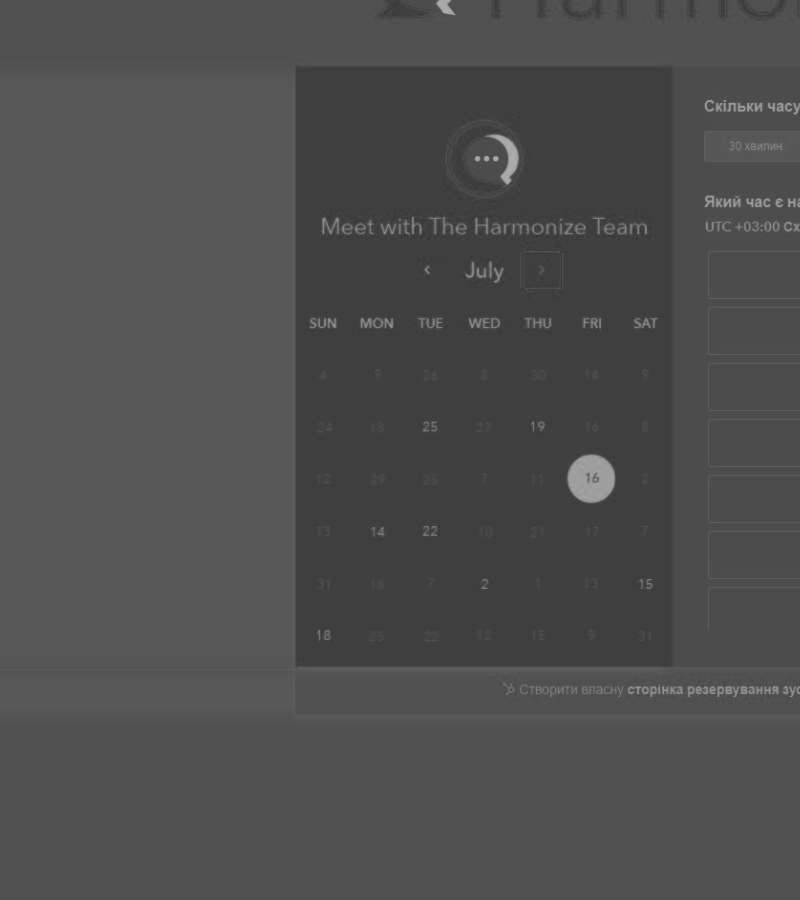 Harmon
Meet with The Harmonize Team
July
SUN MON TUE WED THU FRI SAT
4 9 26 8 30 14 9
24 18 25 27 19 16 8
12 29 25 7 11 16 2
13 14 22 10 21 17 7
31 18 7 2 1 13 15
18 25 22 12 15 9 31
Скільки часу
30 хвилин
Який час є на
UTC +03:00 Сх
Створити власну сторінка резервування зус